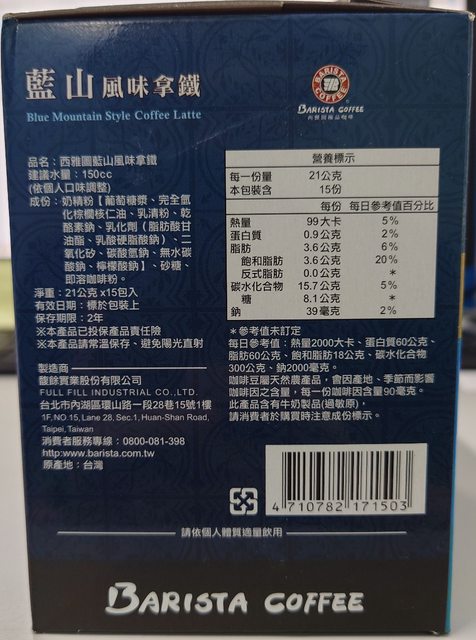 藍山風味拿鐵
Blue Mountain Style Coffee Latte
BARISTA COFFEE
BARISTA COFFEE
西雅圖極品咖啡
品名：西雅圖藍山風味拿鐵
建議水量：150cc
(依個人口味調整)
成份：奶精粉【葡萄糖漿、完全氫
化棕櫚核仁油、乳清粉、乾
酪素鈉、乳化劑（脂肪酸甘
油酯、乳酸硬脂酸鈉）、二
氧化矽、碳酸氫鈉、無水碳
酸鈉、檸檬酸鈉】、砂糖、
即溶咖啡粉。
淨重：21公克 x15包入
有效日期：標於包裝上
保存期限：2年
※本產品已投保產品責任險
※本產品請常溫保存、避免陽光直射
製造商
馥餘實業股份有限公司
FULL FILL INDUSTRIAL CO.,LTD.
台北市內湖區環山路一段28巷15號1樓
1F,NO.15,Lane 28, Sec.1, Huan-Shan Road,
Taipei, Taiwan
消費者服務專線：0800-081-398
http:www.barista.com.tw
原產地：台灣
營養標示
每一份量 21公克
本包裝含 15份
每份 每日參考值百分比
熱量 99大卡 5%
蛋白質 0.9公克 2%
脂肪 3.6公克 6%
飽和脂肪 3.6公克 20%
反式脂肪 0.0公克 *
碳水化合物 15.7公克 5%
糖 8.1公克 *
鈉 39毫克 2%
*參考值未訂定
每日參考值：熱量2000大卡、蛋白質60公克、
脂肪60公克、飽和脂肪18公克、碳水化合物
300公克、鈉2000毫克。
咖啡豆屬天然農產品，會因產地、季節而影響
咖啡因之含量，每一份咖啡因含量90毫克。
此產品含有牛奶製品(過敏原)，
請消費者於購買時注意成份標示。
4 710782 171503
請依個人體質適量飲用
BARISTA COFFEE